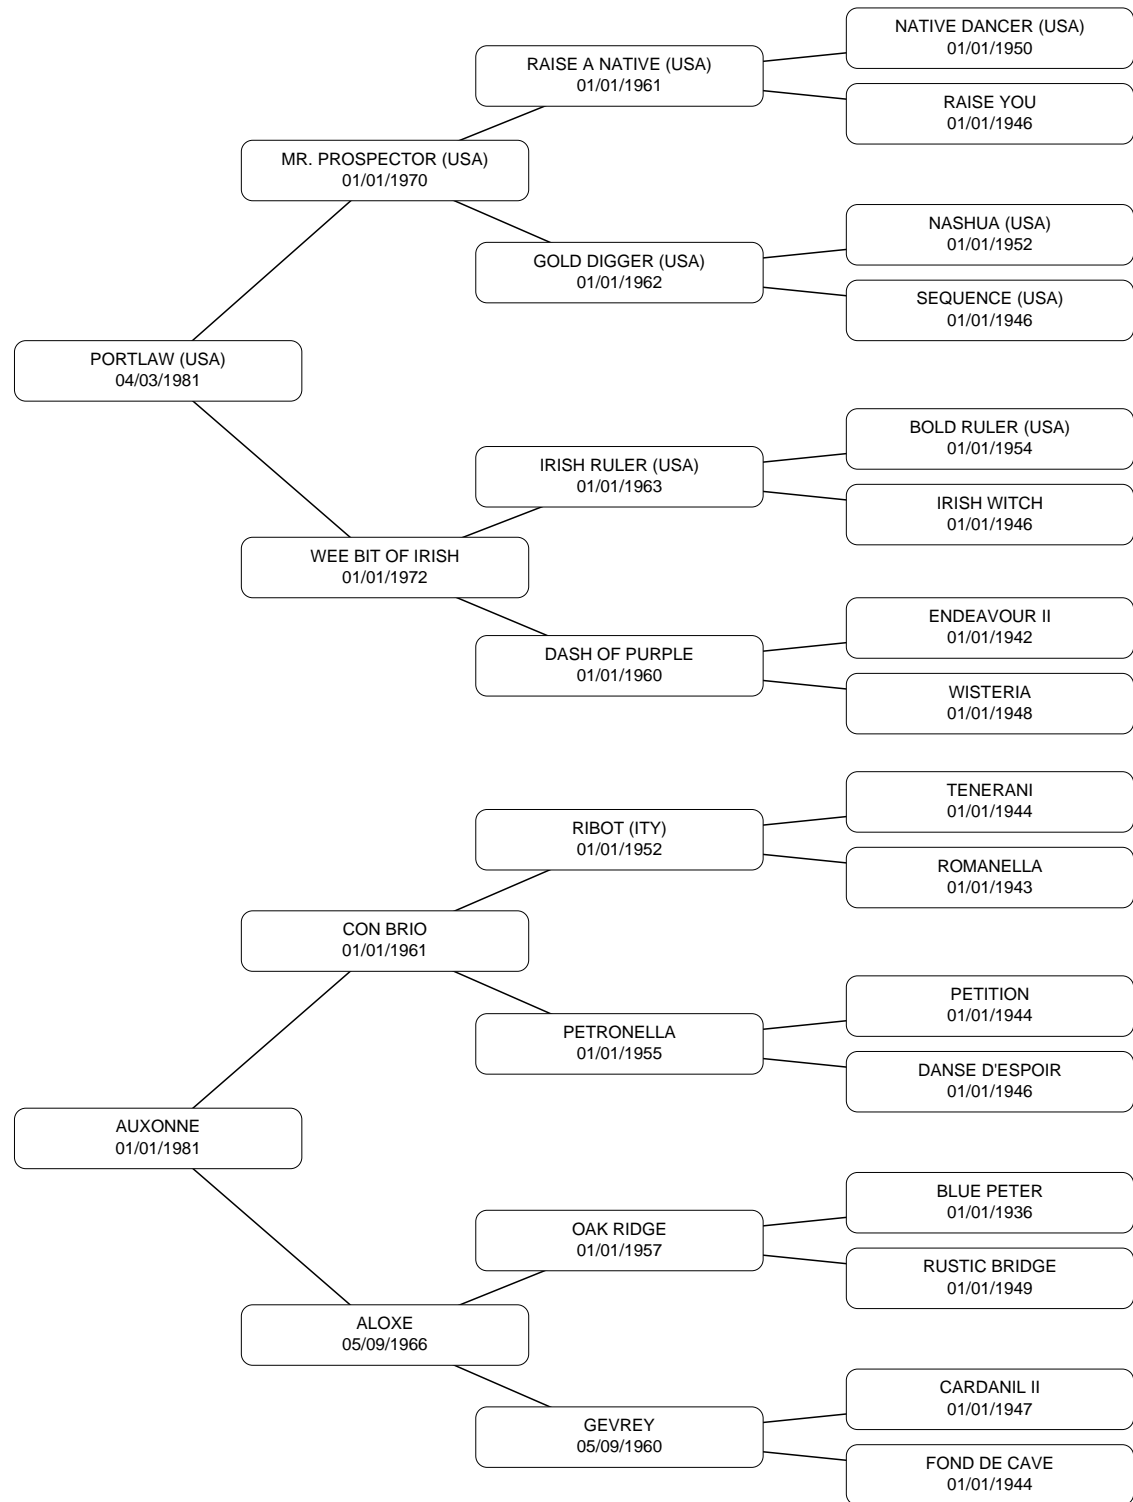 NATIVE DANCER (USA)
01/01/1950
RAISE A NATIVE (USA)
01/01/1961
RAISE YOU
01/01/1946
MR. PROSPECTOR (USA)
01/01/1970
NASHUA (USA)
01/01/1952
GOLD DIGGER (USA)
01/01/1962
SEQUENCE (USA)
01/01/1946
PORTLAW (USA)
04/03/1981
BOLD RULER (USA)
01/01/1954
IRISH RULER (USA)
01/01/1963
IRISH WITCH
01/01/1946
WEE BIT OF IRISH
01/01/1972
ENDEAVOUR II
01/01/1942
DASH OF PURPLE
01/01/1960
WISTERIA
01/01/1948
TENERANI
01/01/1944
RIBOT (ITY)
01/01/1952
ROMANELLA
01/01/1943
CON BRIO
01/01/1961
PETITION
01/01/1944
PETRONELLA
01/01/1955
DANSE D'ESPOIR
01/01/1946
AUXONNE
01/01/1981
BLUE PETER
01/01/1936
OAK RIDGE
01/01/1957
RUSTIC BRIDGE
01/01/1949
ALOXE
05/09/1966
CARDANIL II
01/01/1947
GEVREY
05/09/1960
FOND DE CAVE
01/01/1944